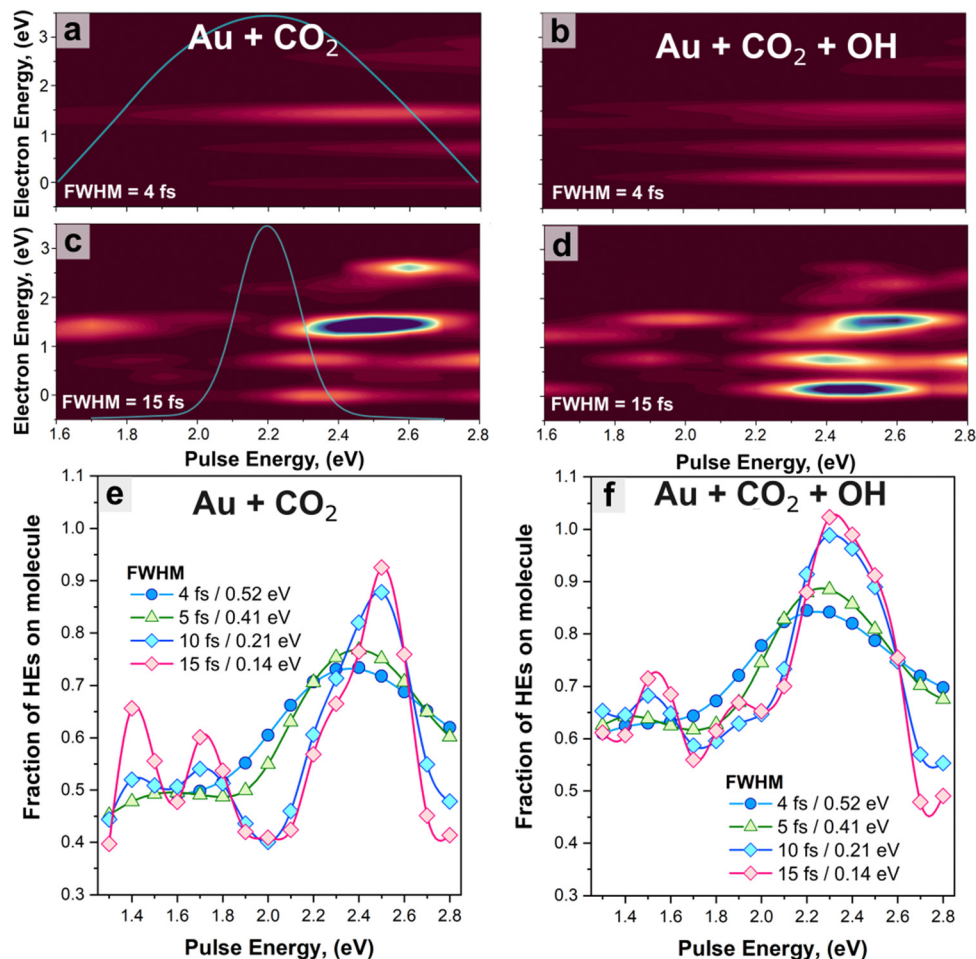 a
Au + CO₂
Electron Energy, (eV)
3
2
1
0
FWHM = 4 fs
b
Au + CO₂ + OH
FWHM = 4 fs
c
Electron Energy, (eV)
3
2
1
0
FWHM = 15 fs
1.6 1.8 2.0 2.2 2.4 2.6 2.8
Pulse Energy, (eV)
d
FWHM = 15 fs
1.6 1.8 2.0 2.2 2.4 2.6 2.8
Pulse Energy, (eV)
e
Au + CO₂
Fraction of HEs on molecule
1.1
1.0
0.9
0.8
0.7
0.6
0.5
0.4
0.3
FWHM
4 fs / 0.52 eV
5 fs / 0.41 eV
10 fs / 0.21 eV
15 fs / 0.14 eV
1.4 1.6 1.8 2.0 2.2 2.4 2.6 2.8
Pulse Energy, (eV)
f
Au + CO₂ + OH
Fraction of HEs on molecule
1.1
1.0
0.9
0.8
0.7
0.6
0.5
0.4
0.3
FWHM
4 fs / 0.52 eV
5 fs / 0.41 eV
10 fs / 0.21 eV
15 fs / 0.14 eV
1.4 1.6 1.8 2.0 2.2 2.4 2.6 2.8
Pulse Energy, (eV)